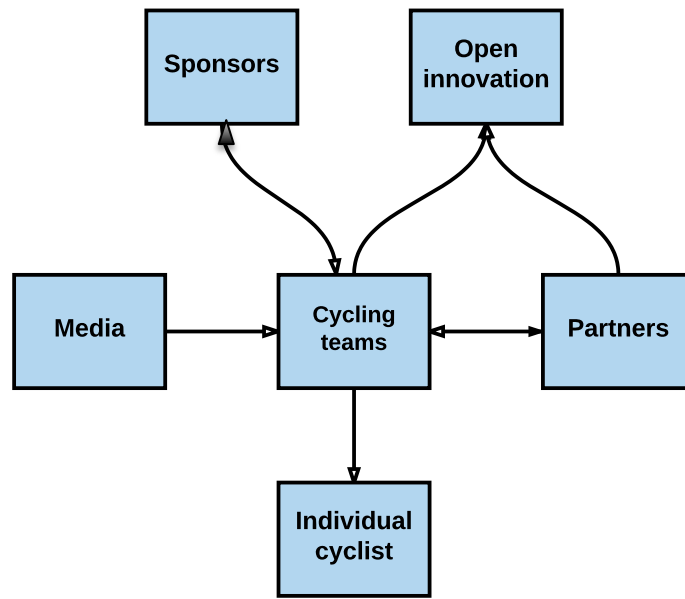 Sponsors
Open
innovation
Media
Cycling
teams
Partners
Individual
cyclist